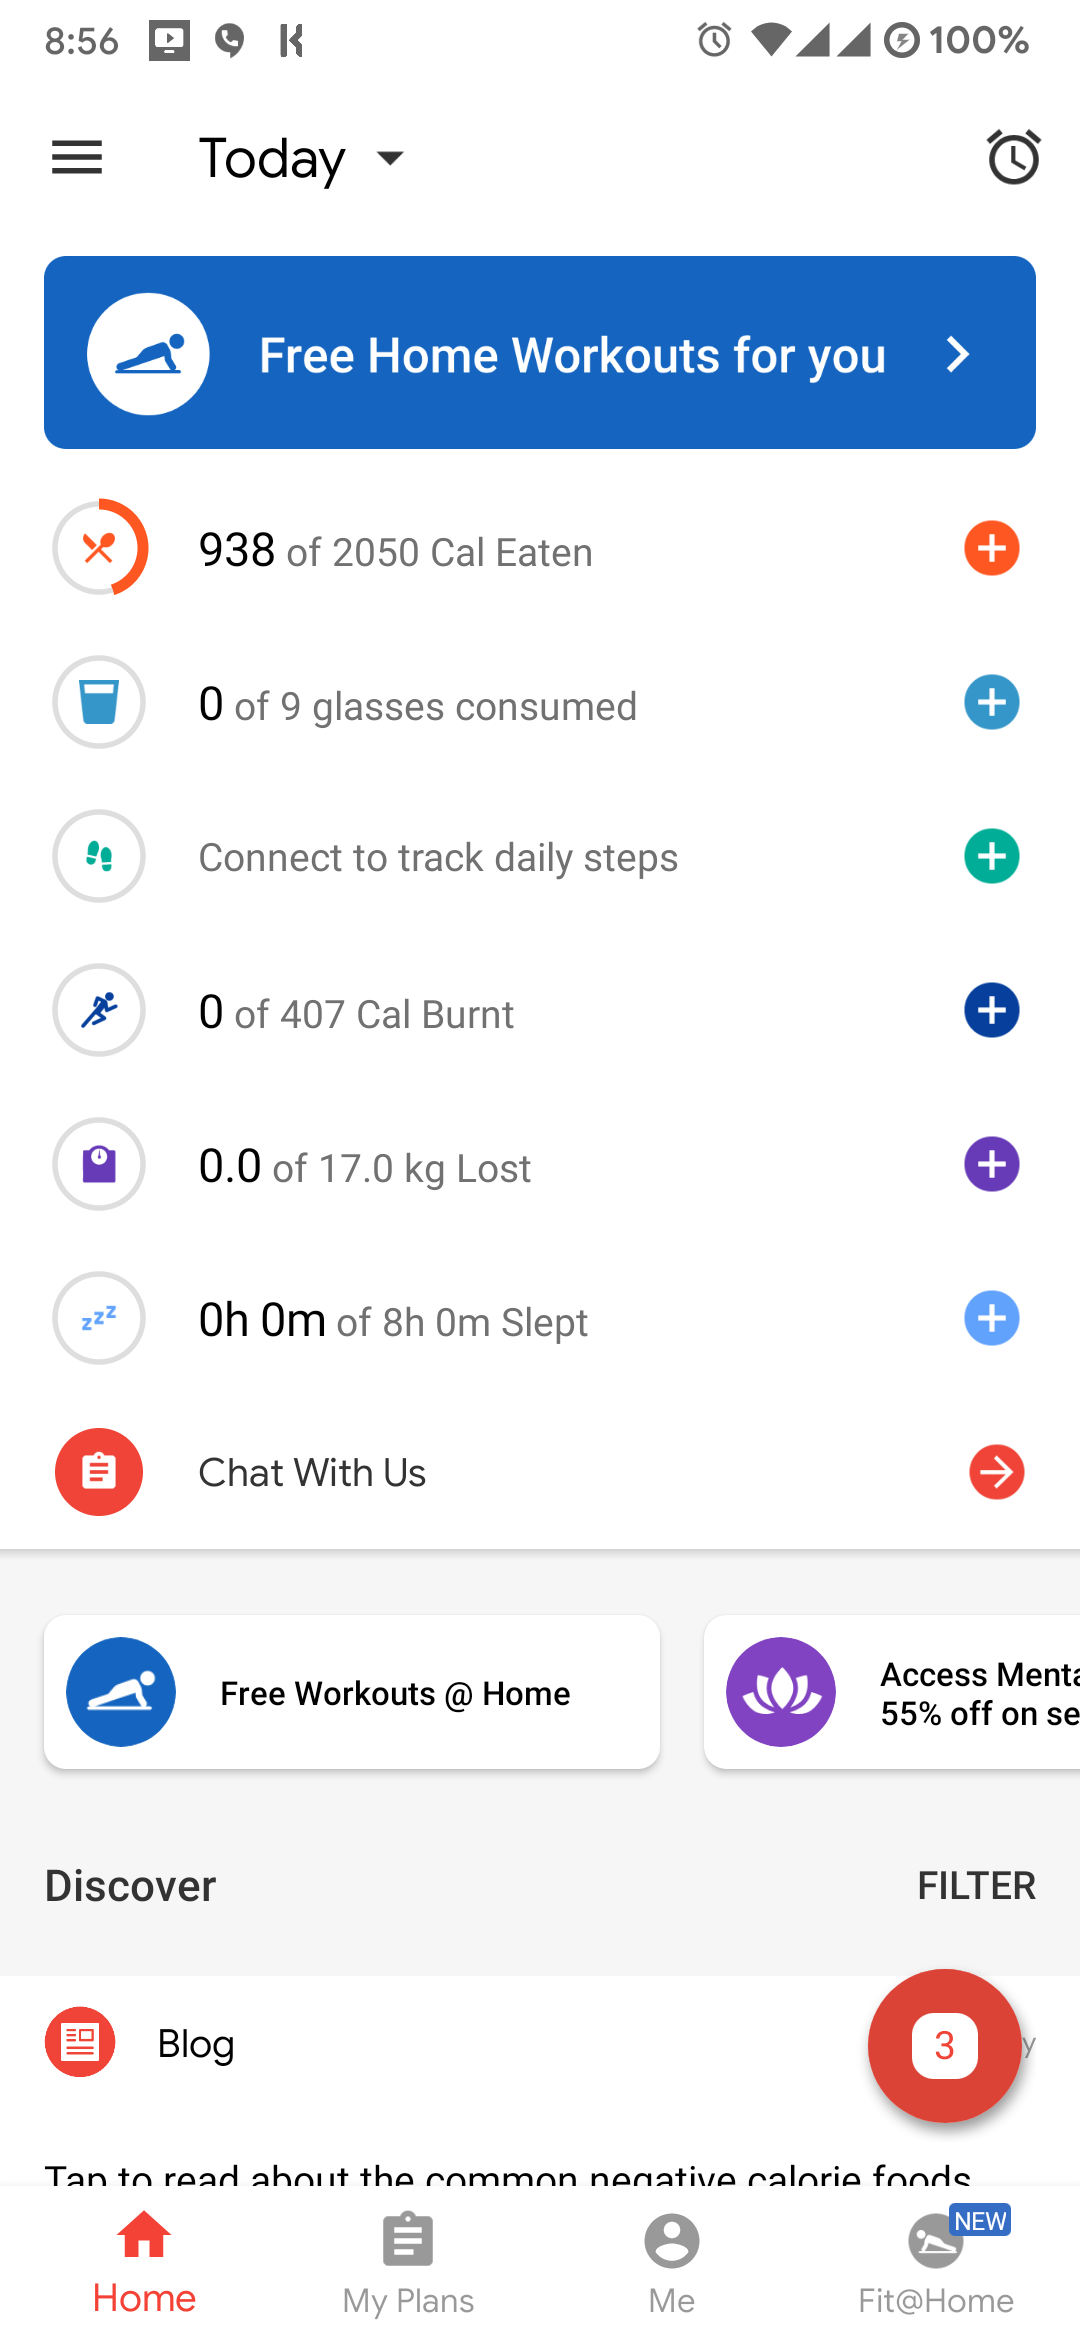 8:56
100%
Today
Free Home Workouts for you
938 of 2050 Cal Eaten
0 of 9 glasses consumed
Connect to track daily steps
0 of 407 Cal Burnt
0.0 of 17.0 kg Lost
zzz
0h 0m of 8h 0m Slept
Chat With Us
Free Workouts @ Home
Access Menta
55% off on se
Discover
FILTER
Blog
3
y
Tap to read about the common negative calorie foods
NEW
Home
My Plans
Me
Fit@Home